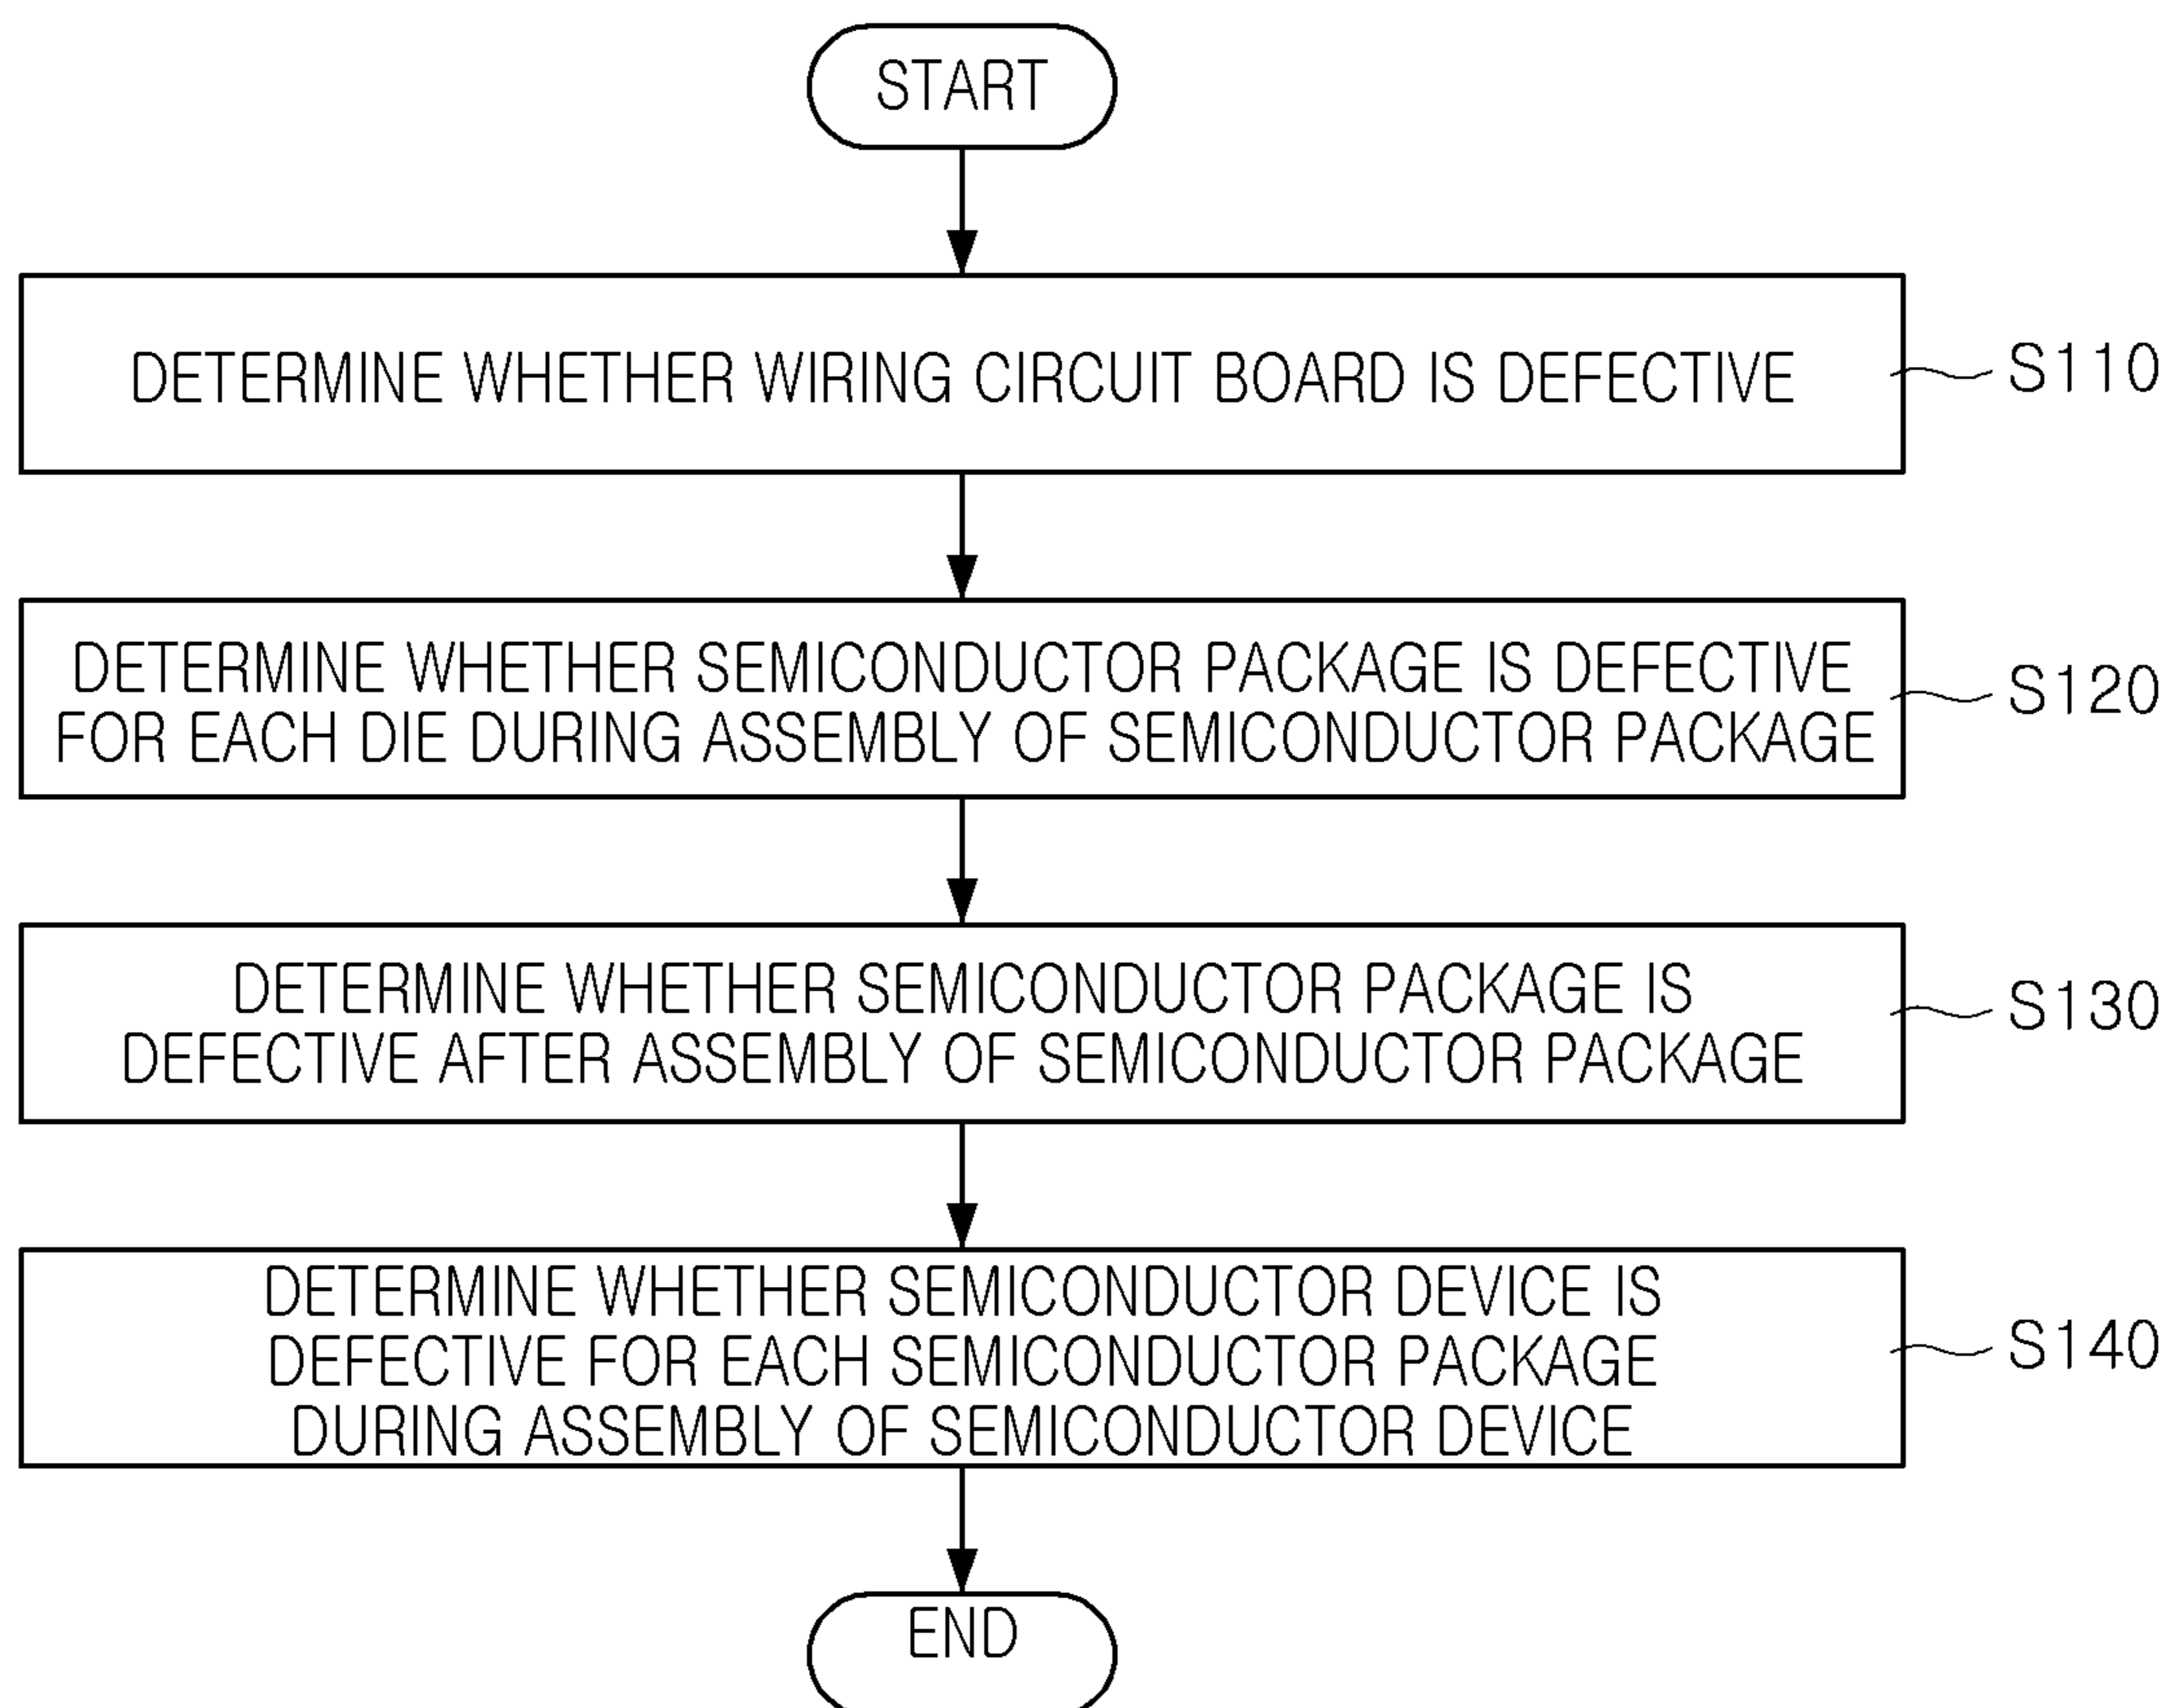 START
DETERMINE WHETHER WIRING CIRCUIT BOARD IS DEFECTIVE
S110
DETERMINE WHETHER SEMICONDUCTOR PACKAGE IS DEFECTIVE
FOR EACH DIE DURING ASSEMBLY OF SEMICONDUCTOR PACKAGE
S120
DETERMINE WHETHER SEMICONDUCTOR PACKAGE IS
DEFECTIVE AFTER ASSEMBLY OF SEMICONDUCTOR PACKAGE
S130
DETERMINE WHETHER SEMICONDUCTOR DEVICE IS
DEFECTIVE FOR EACH SEMICONDUCTOR PACKAGE
DURING ASSEMBLY OF SEMICONDUCTOR DEVICE
S140
END